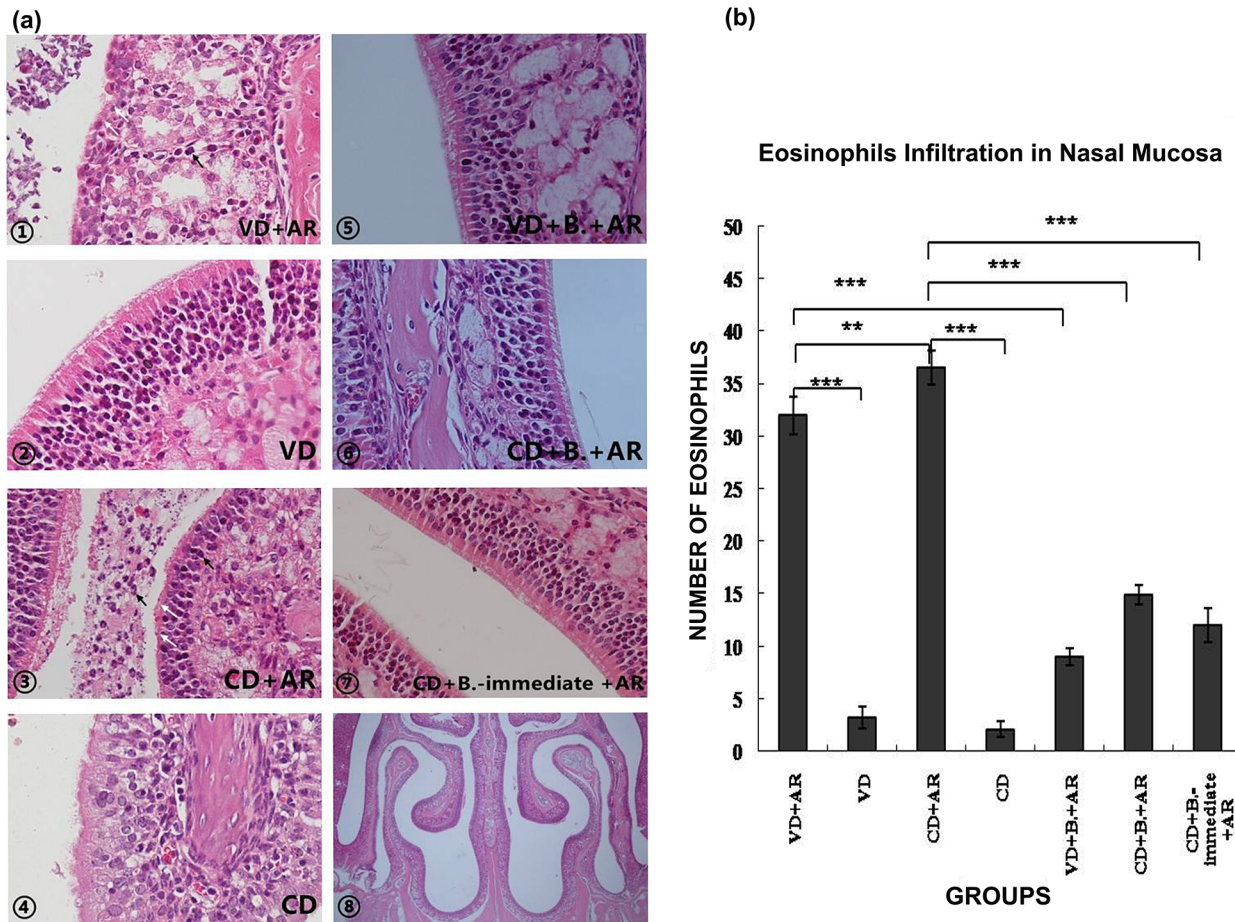 (a)
① VD+AR
② VD
③ CD+AR
④ CD
⑤ VD+B.+AR
⑥ CD+B.+AR
⑦ CD+B.-immediate +AR
⑧
(b)
Eosinophils Infiltration in Nasal Mucosa
NUMBER OF EOSINOPHILS
50
45
40
35
30
25
20
15
10
5
0
***
***
***
**
***
***
VD+AR
VD
CD+AR
CD
VD+B.+AR
CD+B.+AR
CD+B.-
immediate
+AR
GROUPS